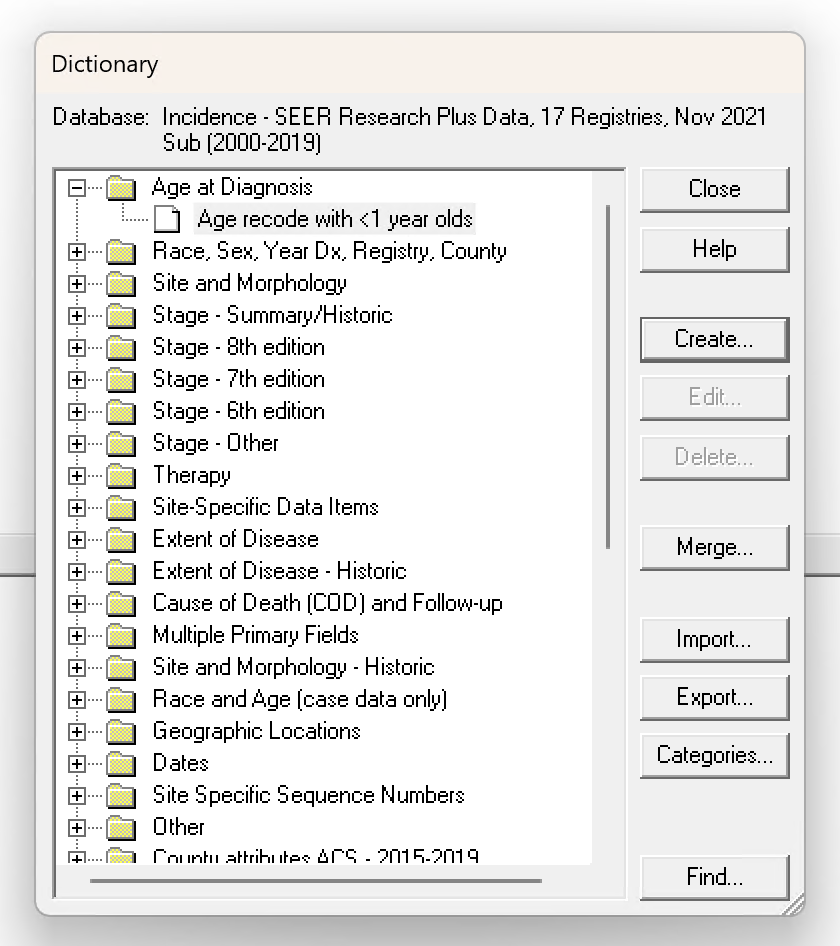 Dictionary
Database: Incidence - SEER Research Plus Data, 17 Registries, Nov 2021
Sub (2000-2019)
Age at Diagnosis
Age recode with <1 year olds
Race, Sex, Year Dx, Registry, County
Site and Morphology
Stage - Summary/Historic
Stage - 8th edition
Stage - 7th edition
Stage - 6th edition
Stage - Other
Therapy
Site-Specific Data Items
Extent of Disease
Extent of Disease - Historic
Cause of Death (COD) and Follow-up
Multiple Primary Fields
Site and Morphology - Historic
Race and Age (case data only)
Geographic Locations
Dates
Site Specific Sequence Numbers
Other
County attributes ACS - 2015-2019
Close
Help
Create...
Edit...
Delete...
Merge...
Import...
Export...
Categories...
Find...